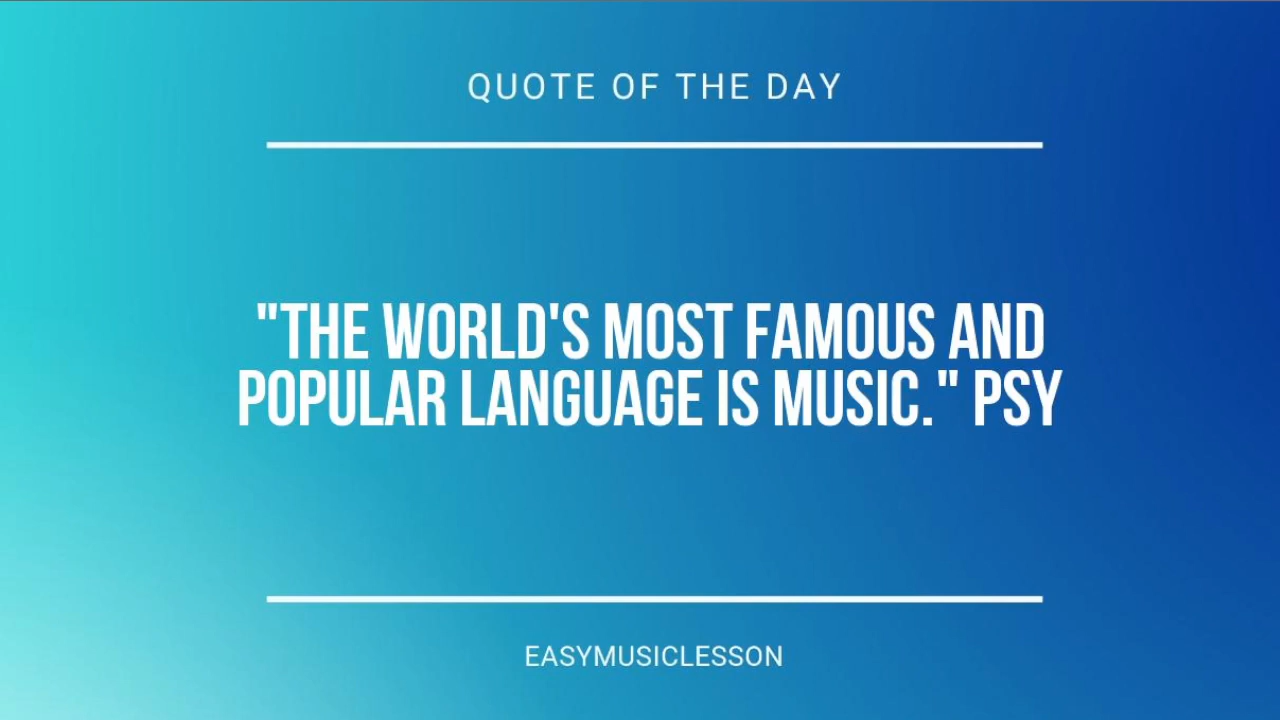 QUOTE OF THE DAY
"THE WORLD'S MOST FAMOUS AND
POPULAR LANGUAGE IS MUSIC." PSY
EASYMUSICLESSON